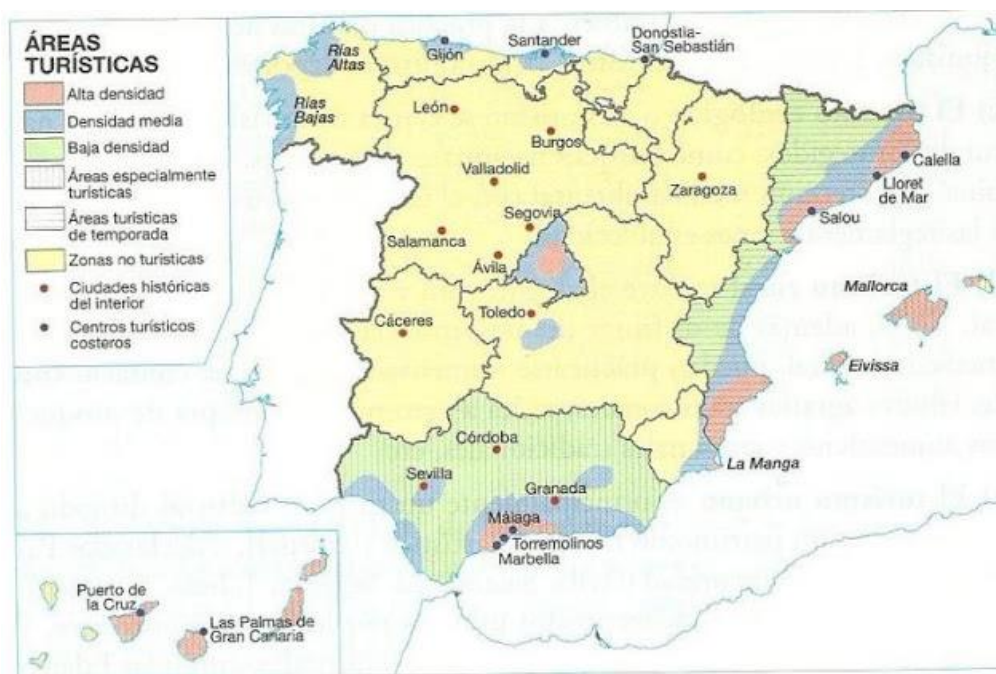 ÁREAS
TURÍSTICAS
Alta densidad
Densidad media
Baja densidad
Áreas especialmente
turísticas
Áreas turísticas
de temporada
Zonas no turísticas
Ciudades históricas
del interior
Centros turísticos
costeros
Rías
Altas
Rías
Bajas
Gijón
Santander
Donostia-
San Sebastián
León
Burgos
Valladolid
Zaragoza
Segovia
Salamanca
Ávila
Toledo
Cáceres
Calella
Lloret
de Mar
Salou
Mallorca
Eivissa
La Manga
Córdoba
Sevilla
Granada
Málaga
Torremolinos
Marbella
Puerto de
la Cruz
Las Palmas de
Gran Canaria